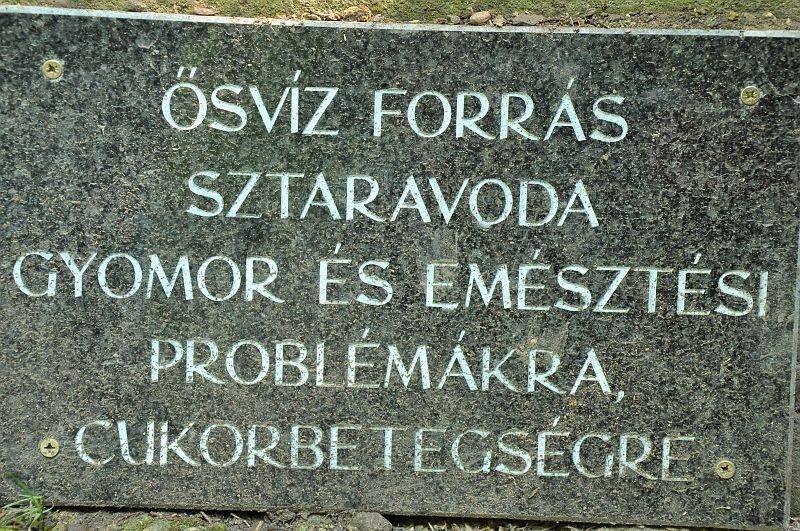 ŐSVÍZ FORRÁS
SZTARAVODA
GYOMOR ÉS EMÉSZTÉSI
PROBLÉMÁKRA,
CUKORBETEGSÉGRE